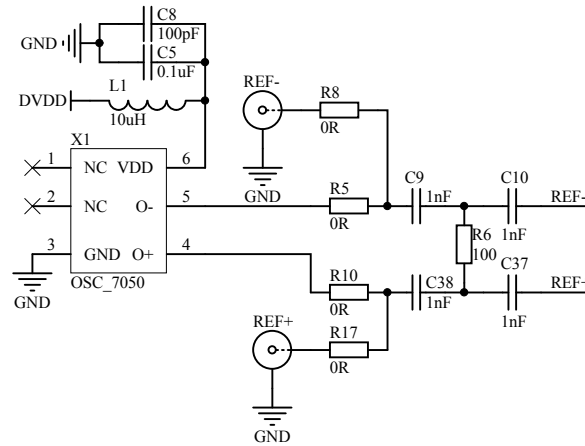 C8
GND
100pF
C5
0.1uF
L1
DVDD
10uH
REF-
R8
0R
GND
X1
1
NC
VDD
6
2
NC
O-
5
3
GND
O+
4
OSC_7050
GND
R5
0R
C9
1nF
C10
1nF
REF-
R6
100
R10
0R
C38
1nF
C37
1nF
REF+
REF+
R17
0R
GND